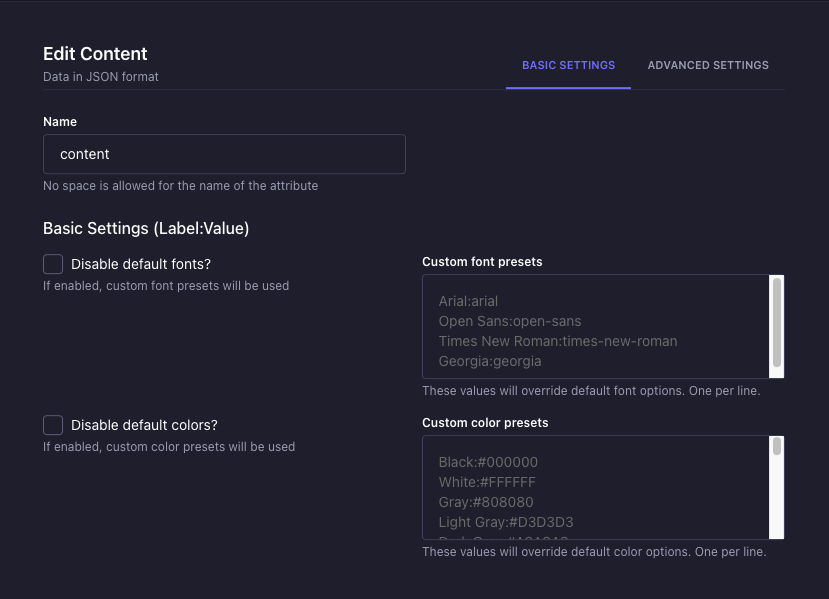 Edit Content
Data in JSON format
BASIC SETTINGS
ADVANCED SETTINGS
Name
content
No space is allowed for the name of the attribute
Basic Settings (Label:Value)
Disable default fonts?
If enabled, custom font presets will be used
Custom font presets
Arial:arial
Open Sans:open-sans
Times New Roman:times-new-roman
Georgia:georgia
These values will override default font options. One per line.
Disable default colors?
If enabled, custom color presets will be used
Custom color presets
Black:#000000
White:#FFFFFF
Gray:#808080
Light Gray:#D3D3D3
These values will override default color options. One per line.